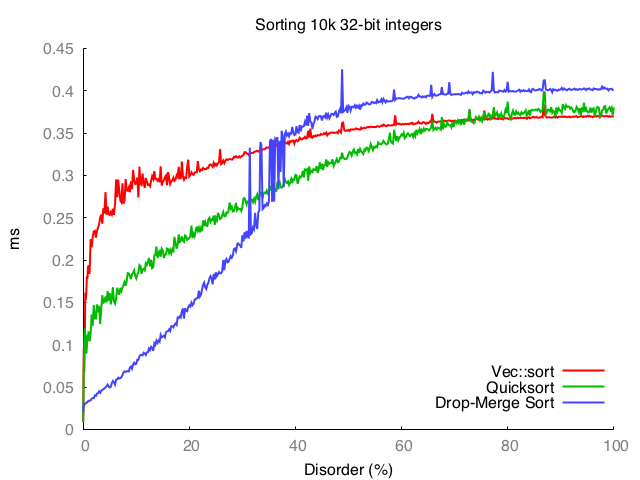 Sorting 10k 32-bit integers
0.45
0.4
0.35
0.3
0.25
0.2
0.15
0.1
0.05
0
ms
Vec::sort
Quicksort
Drop-Merge Sort
0 20 40 60 80 100
Disorder (%)